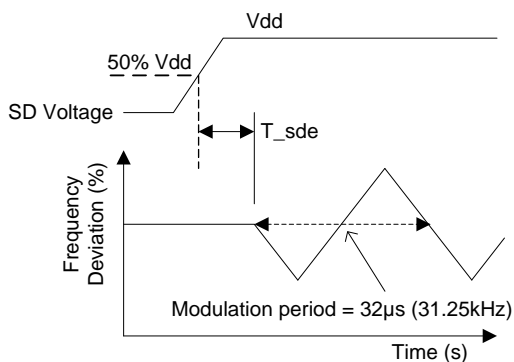 Vdd
50% Vdd
SD Voltage
T_sde
Frequency
Deviation (%)
Modulation period = 32µs (31.25kHz)
Time (s)